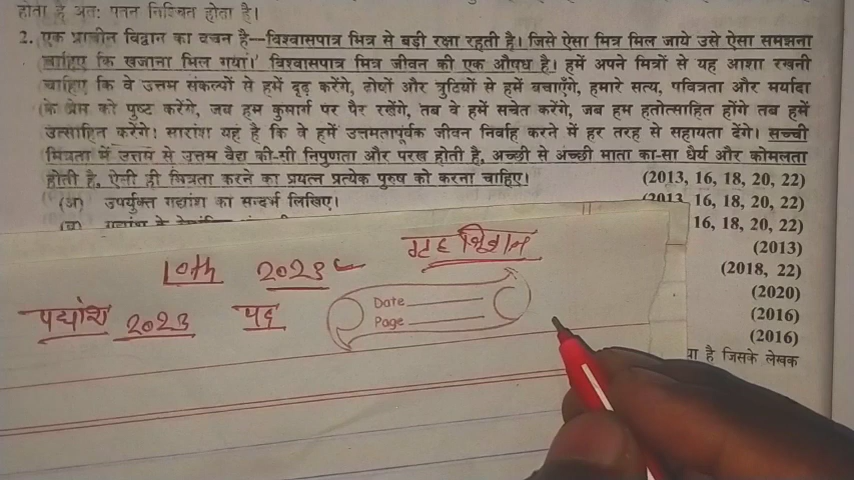 होता है अतः पतन निश्चित होता है।
2. एक प्राचीन विद्वान का वचन है—विश्वासपात्र मित्र से बड़ी रक्षा रहती है। जिसे ऐसा मित्र मिल जाये उसे ऐसा समझना
चाहिए कि खजाना मिल गया।' विश्वासपात्र मित्र जीवन की एक औषध है। हमें अपने मित्रों से यह आशा रखनी
चाहिए कि वे उत्तम संकल्पों से हमें दृढ़ करेंगे, दोषों और त्रुटियों से हमें बचाएँगे, हमारे सत्य, पवित्रता और मर्यादा
के प्रेम को पुष्ट करेंगे, जब हम कुमार्ग पर पैर रखेंगे, तब वे हमें सचेत करेंगे, जब हम हतोत्साहित होंगे तब हमें
उत्साहित करेंगे। सारांश यह है कि वे हमें उत्तमतापूर्वक जीवन निर्वाह करने में हर तरह से सहायता देंगे। सच्ची
मित्रता में उत्तम से उत्तम वैद्य की-सी निपुणता और परख होती है, अच्छी से अच्छी माता का-सा धैर्य और कोमलता
होती है, ऐसी ही मित्रता करने का प्रयत्न प्रत्येक पुरुष को करना चाहिए। (2013, 16, 18, 20, 22)
(अ) उपर्युक्त गद्यांश का सन्दर्भ लिखिए। (2013, 16, 18, 20, 22)
(ब) गद्यांश के 16, 18, 20, 22)
(2013)
(2018, 22)
(2020)
(2016)
(2016)
है जिसके लेखक
10th 2023
पद्यांश 2023 पद्य
Date
Page